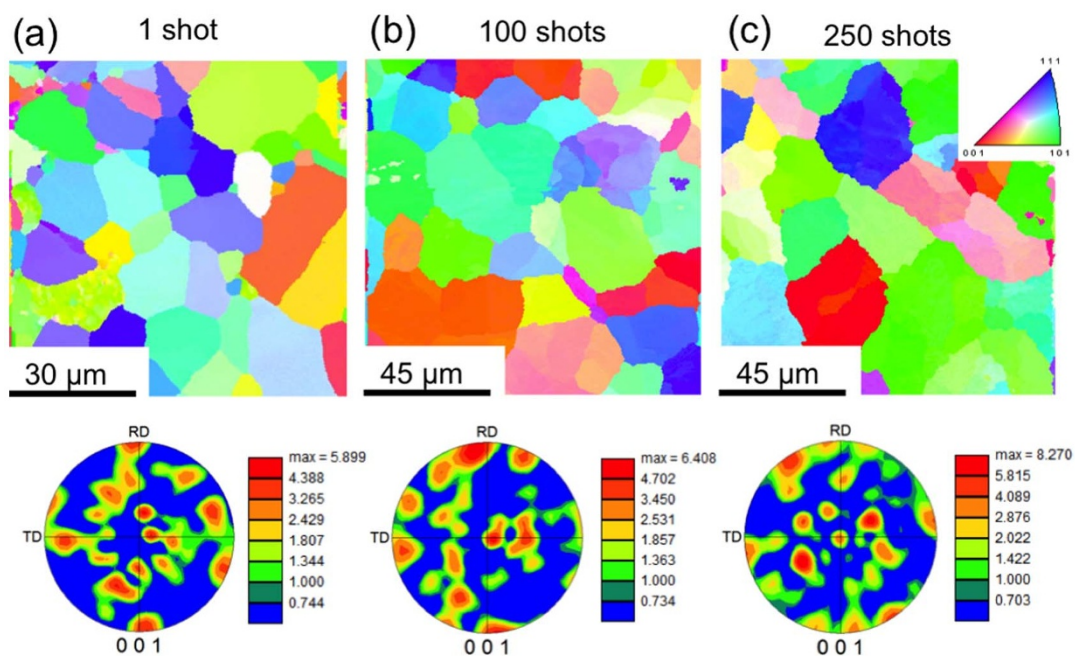 (a) 1 shot
(b) 100 shots
(c) 250 shots
1 1 1
0 0 1
1 0 1
30 µm
45 µm
45 µm
RD
TD
0 0 1
max = 5.899
4.388
3.265
2.429
1.807
1.344
1.000
0.744
RD
TD
0 0 1
max = 6.408
4.702
3.450
2.531
1.857
1.363
1.000
0.734
RD
TD
0 0 1
max = 8.270
5.815
4.089
2.876
2.022
1.422
1.000
0.703